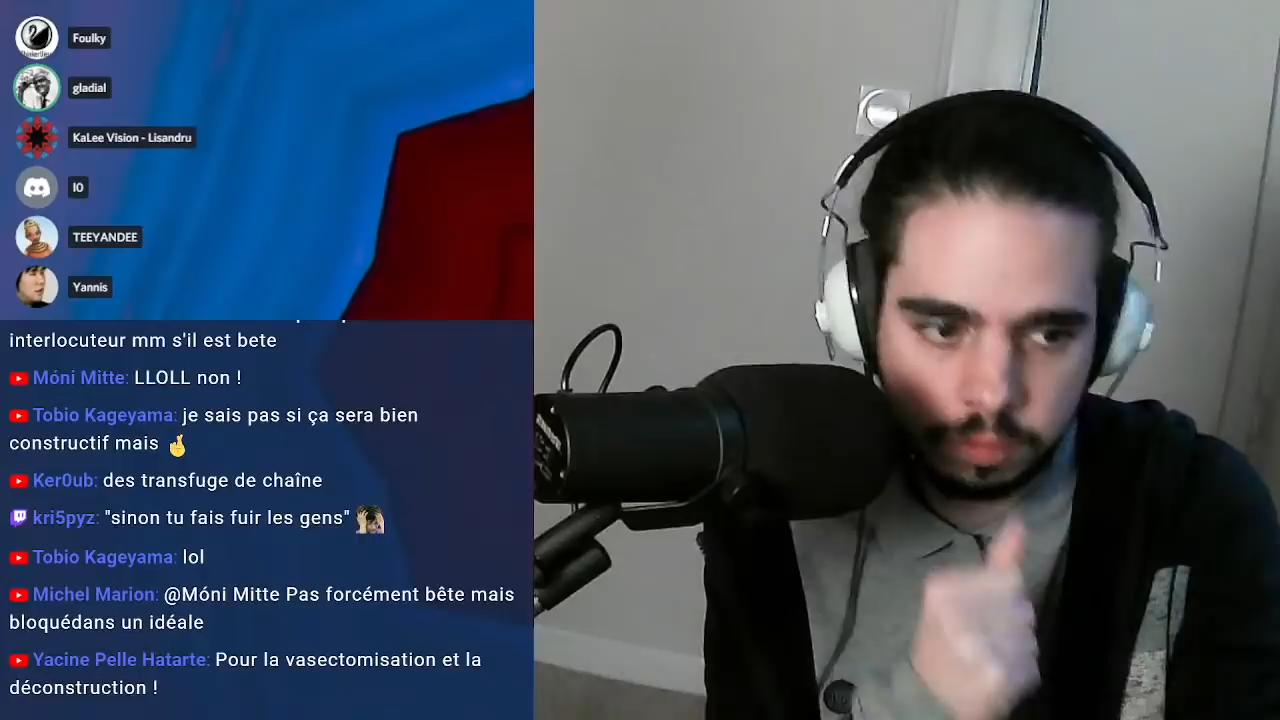 Foulky
gladial
KaLee Vision - Lisandru
IO
TEEYANDEE
Yannis
interlocuteur mm s'il est bete
Móni Mitte: LLOLL non !
Tobio Kageyama: je sais pas si ça sera bien
constructif mais 🤞
Ker0ub: des transfuge de chaîne
kri5pyz: "sinon tu fais fuir les gens"
Tobio Kageyama: lol
Michel Marion: @Móni Mitte Pas forcément bête mais
bloquédans un idéale
Yacine Pelle Hatarte: Pour la vasectomisation et la
déconstruction !